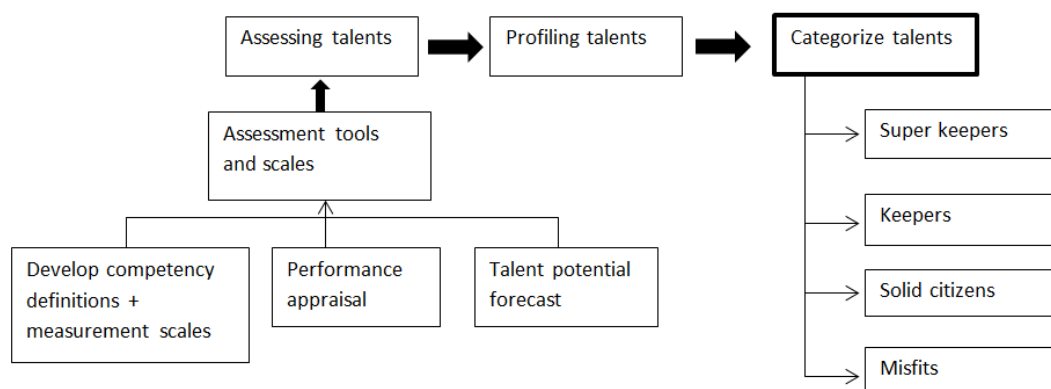 Assessing talents
Profiling talents
Categorize talents
Assessment tools
and scales
Super keepers
Keepers
Develop competency
definitions +
measurement scales
Performance
appraisal
Talent potential
forecast
Solid citizens
Misfits